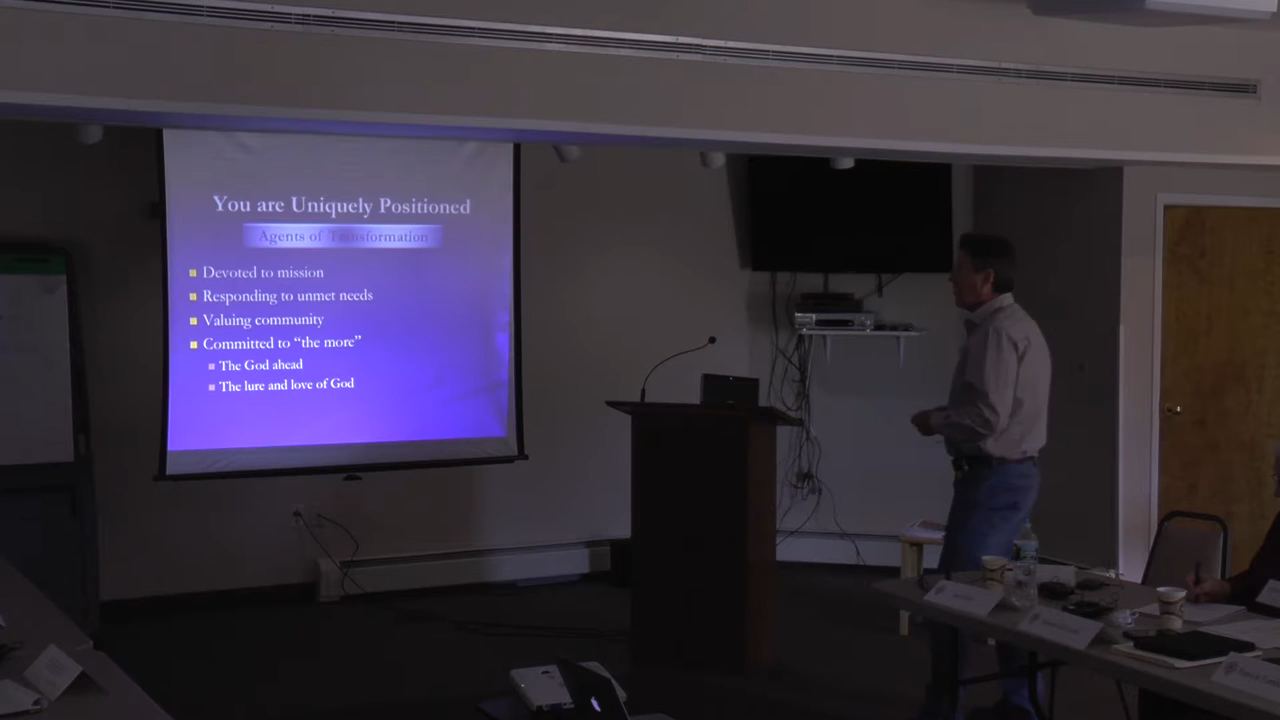 You are Uniquely Positioned
Agents of Transformation
Devoted to mission
Responding to unmet needs
Valuing community
Committed to “the more”
The God ahead
The lure and love of God